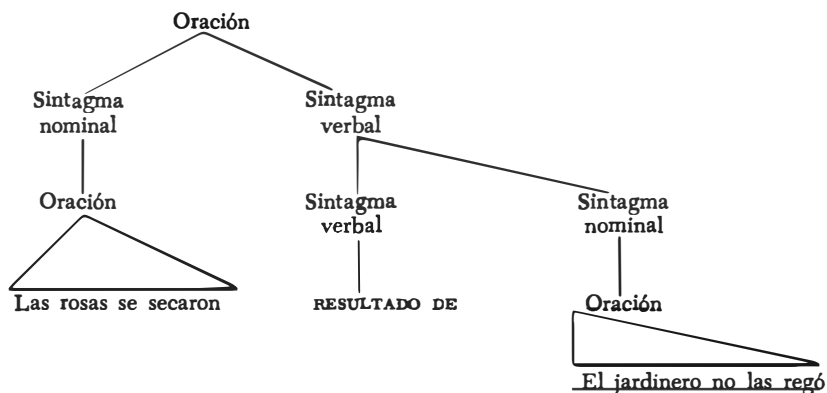 Oración
Sintagma nominal
Sintagma verbal
Oración
Sintagma verbal
Sintagma nominal
Las rosas se secaron
RESULTADO DE
Oración
El jardinero no las regó